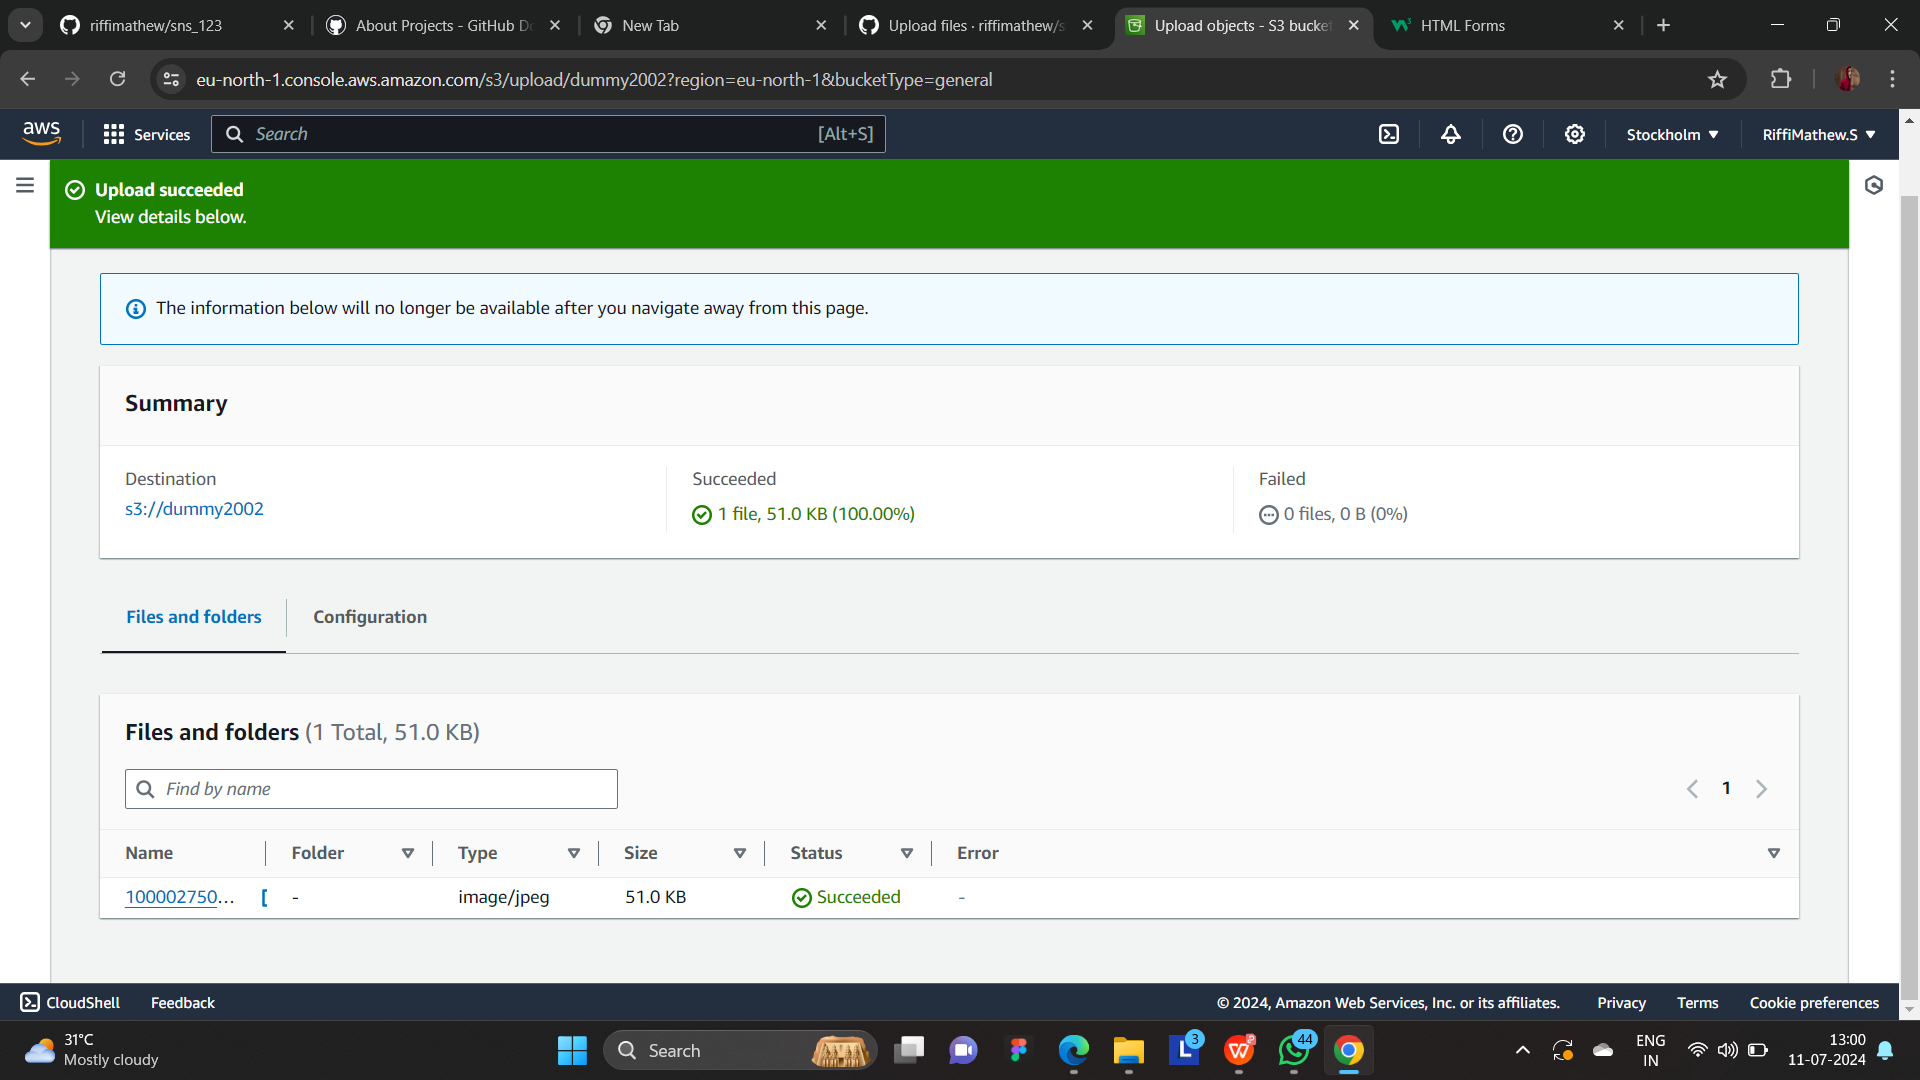 riffimathew/sns_123
About Projects - GitHub Do
New Tab
Upload files · riffimathew/s
Upload objects - S3 bucket
HTML Forms
eu-north-1.console.aws.amazon.com/s3/upload/dummy2002?region=eu-north-1&bucketType=general
aws
Services
Search
[Alt+S]
Stockholm
RiffiMathew.S
Upload succeeded
View details below.
The information below will no longer be available after you navigate away from this page.
Summary
Destination
s3://dummy2002
Succeeded
1 file, 51.0 KB (100.00%)
Failed
0 files, 0 B (0%)
Files and folders
Configuration
Files and folders (1 Total, 51.0 KB)
Find by name
1
Name Folder Type Size Status Error
100002750... - image/jpeg 51.0 KB Succeeded -
CloudShell
Feedback
© 2024, Amazon Web Services, Inc. or its affiliates.
Privacy
Terms
Cookie preferences
31°C
Mostly cloudy
Search
3
44
ENG
IN
13:00
11-07-2024